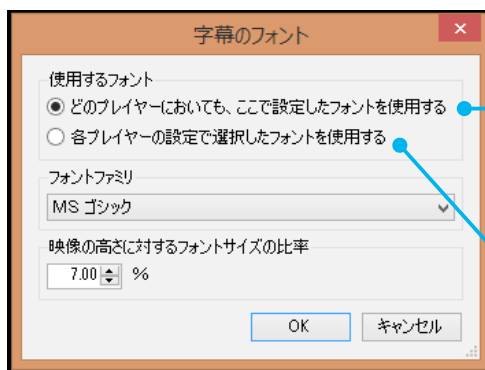 字幕のフォント
使用するフォント
どのプレイヤーにおいても、ここで設定したフォントを使用する
各プレイヤーの設定で選択したフォントを使用する
フォントファミリ
MS ゴシック
映像の高さに対するフォントサイズの比率
7.00 %
OK キャンセル